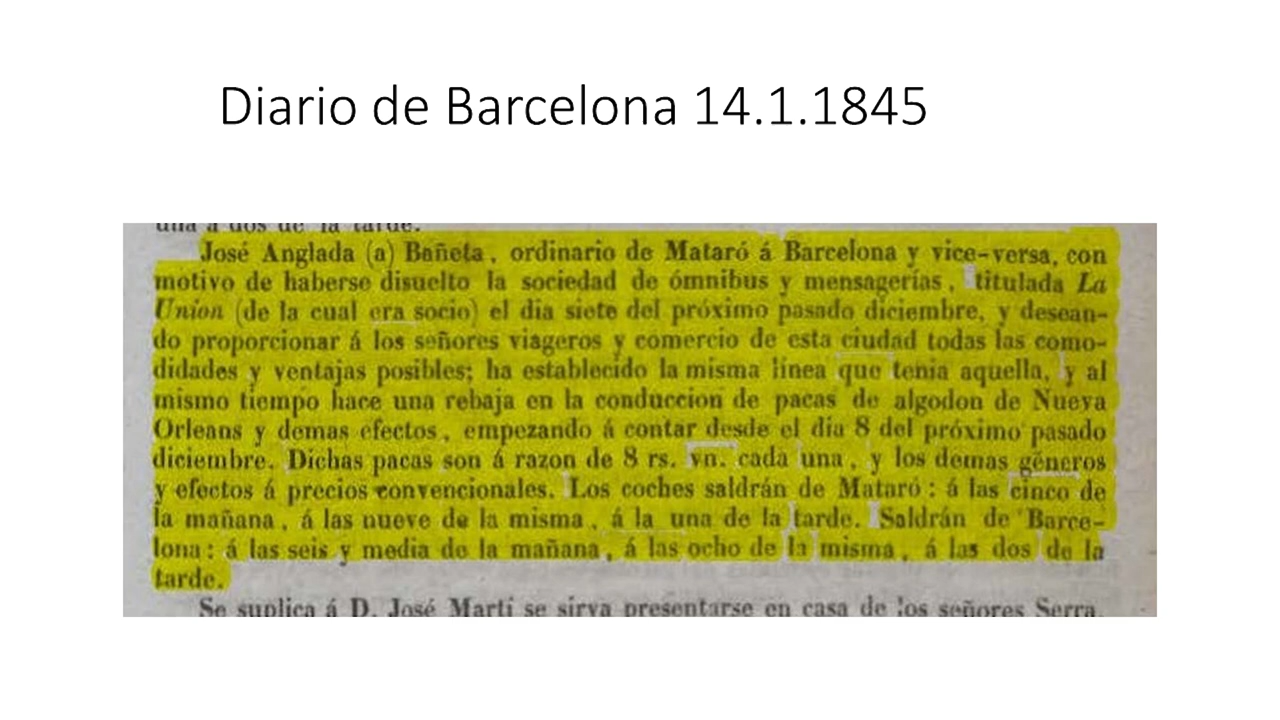 Diario de Barcelona 14.1.1845
una á dos de la tarde.
José Anglada (a) Bañeta, ordinario de Mataró á Barcelona y vice-versa, con
motivo de haberse disuelto la sociedad de ómnibus y mensagerías, titulada La
Union (de la cual era socio) el dia siete del próximo pasado diciembre, y desean-
do proporcionar á los señores viageros y comercio de esta ciudad todas las como-
didades y ventajas posibles; ha establecido la misma línea que tenia aquella, y al
mismo tiempo hace una rebaja en la conduccion de pacas de algodon de Nueva
Orleans y demas efectos, empezando á contar desde el dia 8 del próximo pasado
diciembre. Dichas pacas son á razon de 8 rs. vn. cada una, y los demas géneros
y efectos á precios convencionales. Los coches saldrán de Mataró: á las cinco de
la mañana, á las nueve de la misma, á la una de la tarde. Saldrán de Barce-
lona: á las seis y media de la mañana, á las ocho de la misma, á las dos de la
tarde.
Se suplica á D. José Marti se sirva presentarse en casa de los señores Serra,